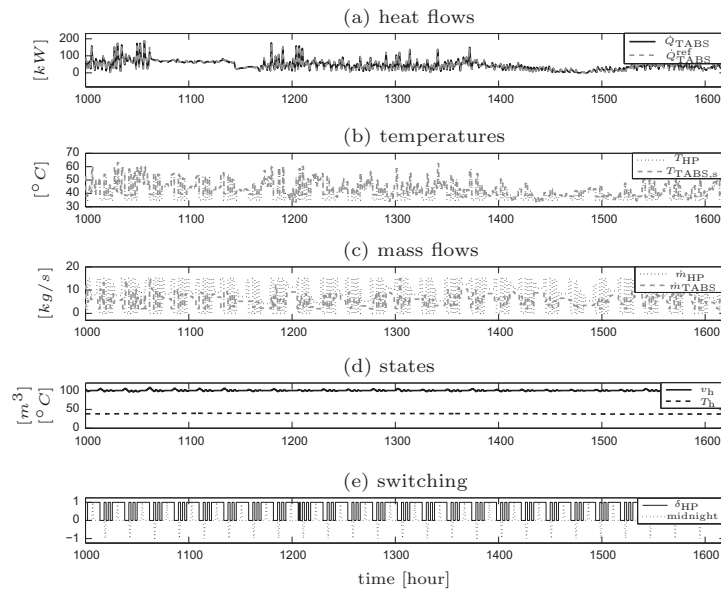 (a) heat flows
[kW]
200
100
0
Q̇TABS
Q̇refTABS
1000 1100 1200 1300 1400 1500 1600
(b) temperatures
[°C]
70
60
50
40
30
THP
TTABS,s
1000 1100 1200 1300 1400 1500 1600
(c) mass flows
[kg/s]
20
10
0
ṁHP
ṁTABS
1000 1100 1200 1300 1400 1500 1600
(d) states
[m³]
[°C]
100
50
0
vh
Th
1000 1100 1200 1300 1400 1500 1600
(e) switching
1
0
−1
δHP
midnight
1000 1100 1200 1300 1400 1500 1600
time [hour]